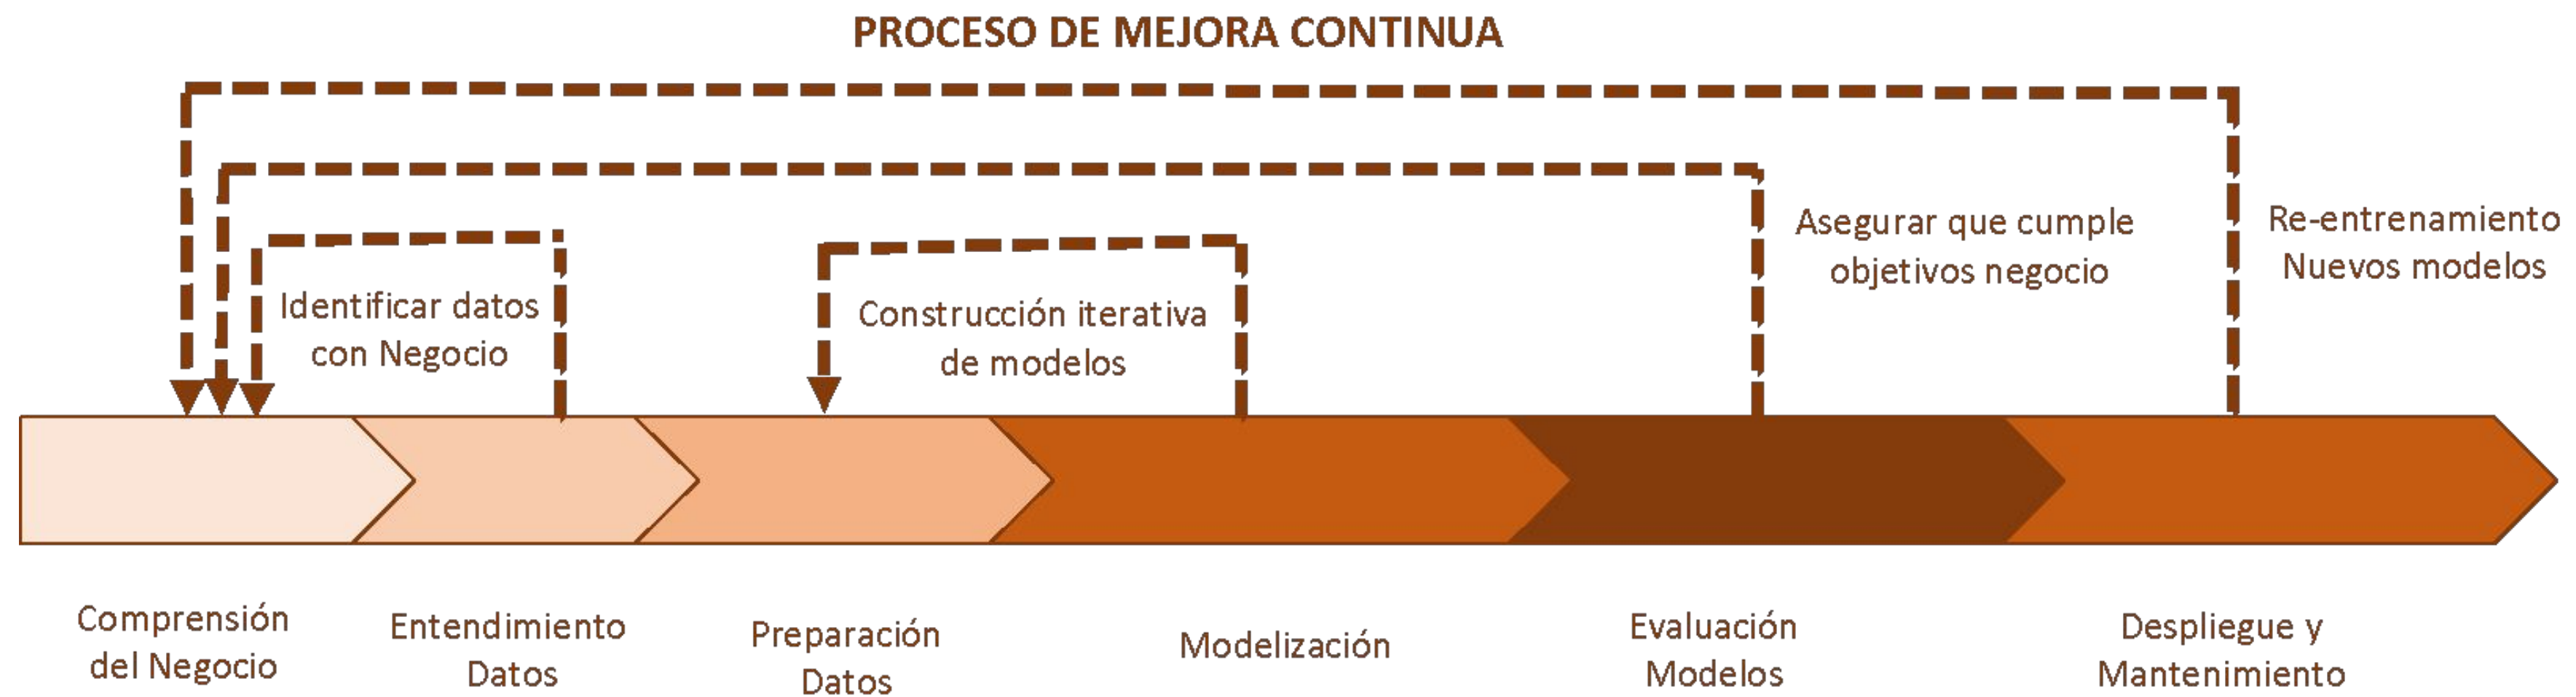 PROCESO DE MEJORA CONTINUA
Identificar datos
con Negocio
Construcción iterativa
de modelos
Asegurar que cumple
objetivos negocio
Re-entrenamiento
Nuevos modelos
Comprensión
del Negocio
Entendimiento
Datos
Preparación
Datos
Modelización
Evaluación
Modelos
Despliegue y
Mantenimiento